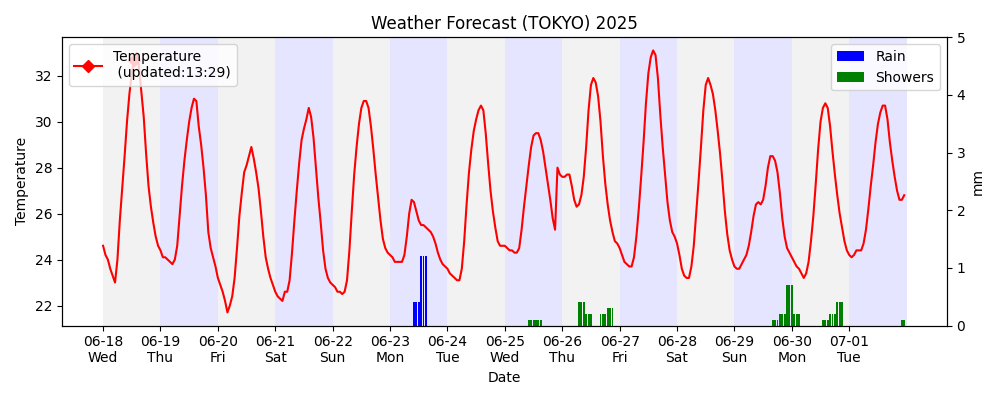 Weather Forecast (TOKYO) 2025
Temperature
(updated:13:29)
Rain
Showers
Temperature
32
30
28
26
24
22
5
4
3
2
1
0
mm
06-18 06-19 06-20 06-21 06-22 06-23 06-24 06-25 06-26 06-27 06-28 06-29 06-30 07-01
Wed Thu Fri Sat Sun Mon Tue Wed Thu Fri Sat Sun Mon Tue
Date